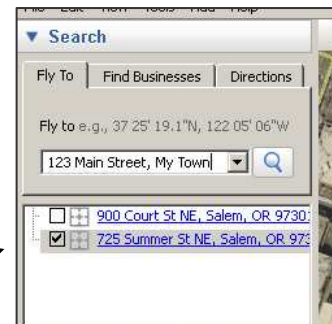 File Edit View Tools Add Help
Search
Fly To Find Businesses Directions
Fly to e.g., 37 25' 19.1"N, 122 05' 06"W
123 Main Street, My Town
900 Court St NE, Salem, OR 97301
725 Summer St NE, Salem, OR 973